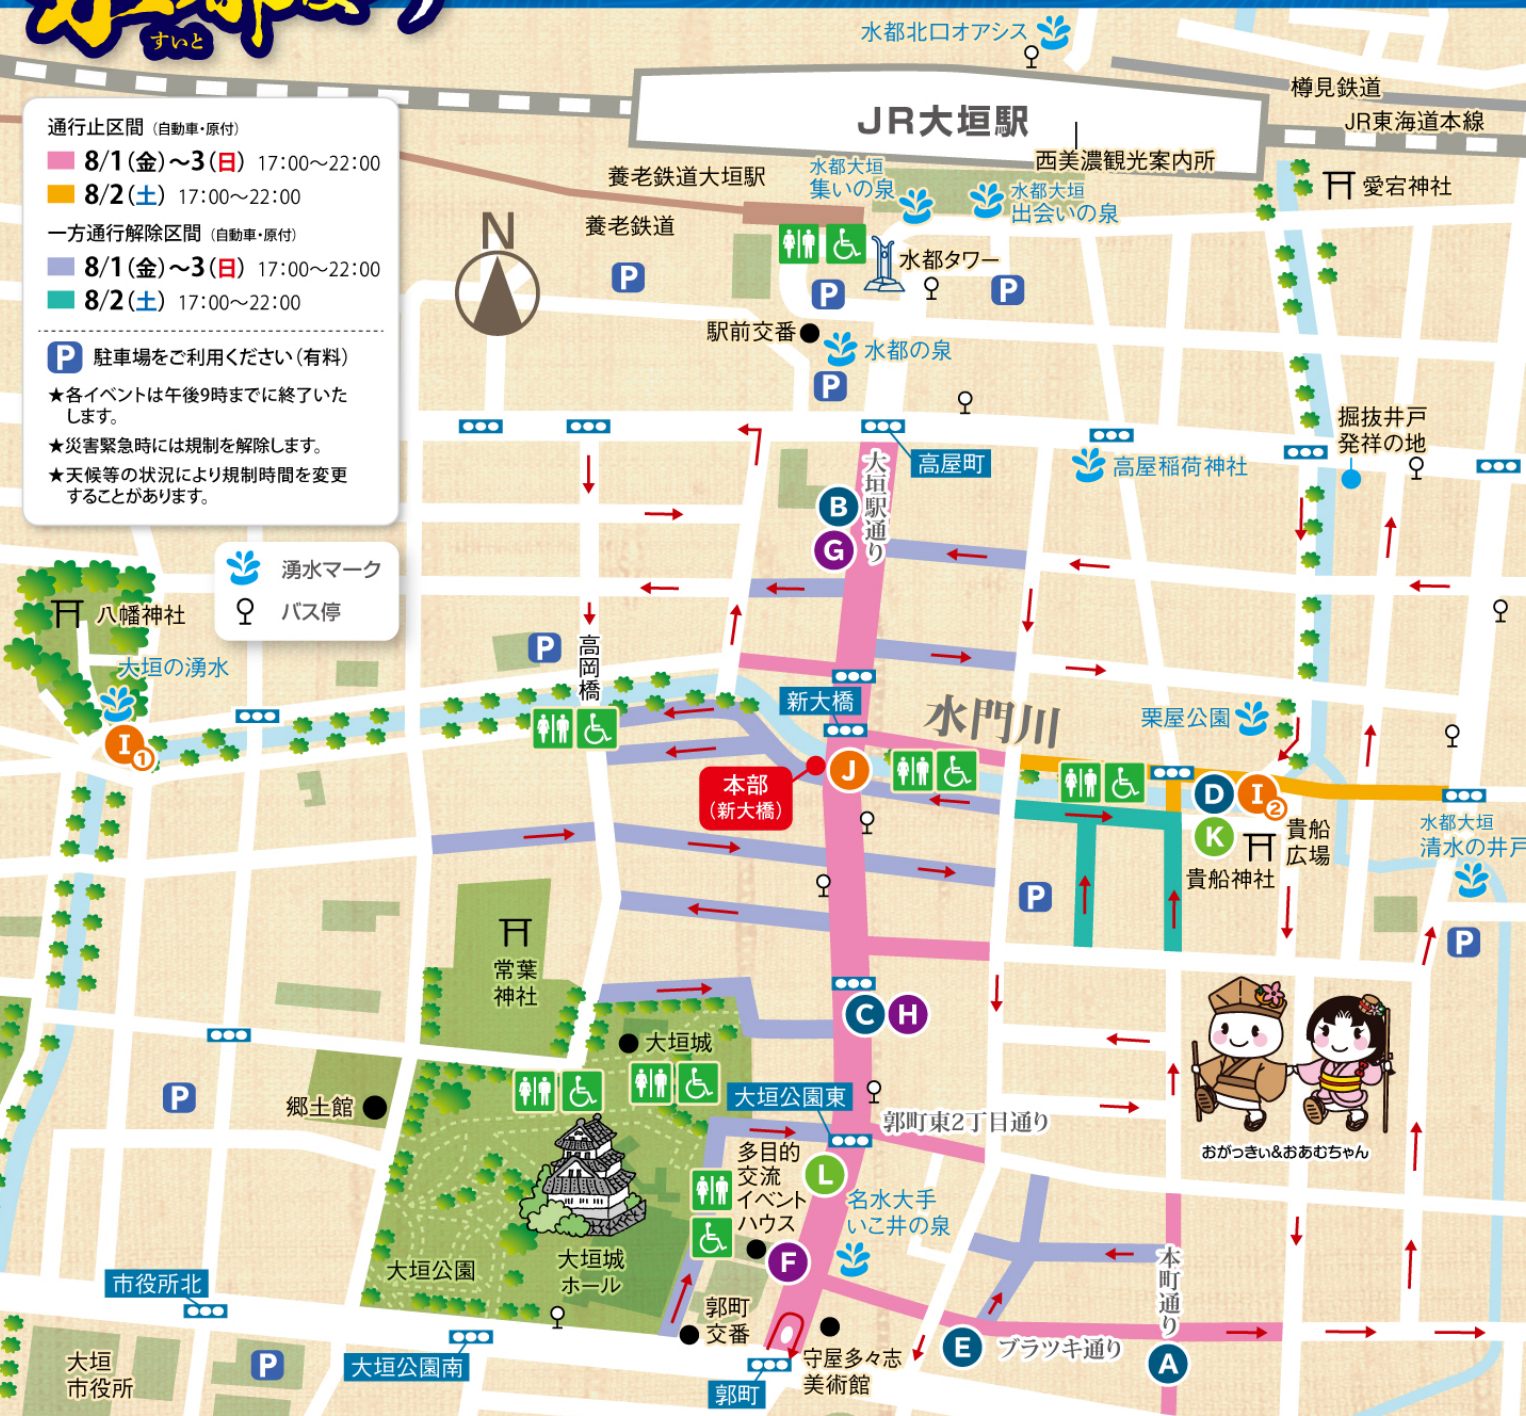 すいと
水都北口オアシス
樽見鉄道
JR東海道本線
JR大垣駅
西美濃観光案内所
通行止区間（自動車・原付）
8/1（金）～3（日） 17:00～22:00
8/2（土） 17:00～22:00
一方通行解除区間（自動車・原付）
8/1（金）～3（日） 17:00～22:00
8/2（土） 17:00～22:00
P 駐車場をご利用ください（有料）
★各イベントは午後9時までに終了いた
します。
★災害緊急時には規制を解除します。
★天候等の状況により規制時間を変更
することがあります。
湧水マーク
バス停
N
養老鉄道大垣駅
養老鉄道
水都大垣
集いの泉
水都大垣
出会いの泉
愛宕神社
水都タワー
P
P
P
駅前交番
水都の泉
P
高屋町
大垣駅通り
高屋稲荷神社
掘抜井戸
発祥の地
B
G
八幡神社
大垣の湧水
I
1
P
高岡橋
新大橋
水門川
栗屋公園
本部
（新大橋）
J
D
I
2
K
貴船
広場
貴船神社
水都大垣
清水の井戸
P
P
常葉
神社
C
H
大垣城
郷土館
P
大垣公園東
郭町東2丁目通り
おがっきぃ&おあむちゃん
多目的
交流
イベント
ハウス
L
名水大手
いこ井の泉
F
大垣城
ホール
大垣公園
市役所北
本町通り
郭町
交番
E
ブラツキ通り
A
大垣
市役所
P
大垣公園南
郭町
守屋多々志
美術館